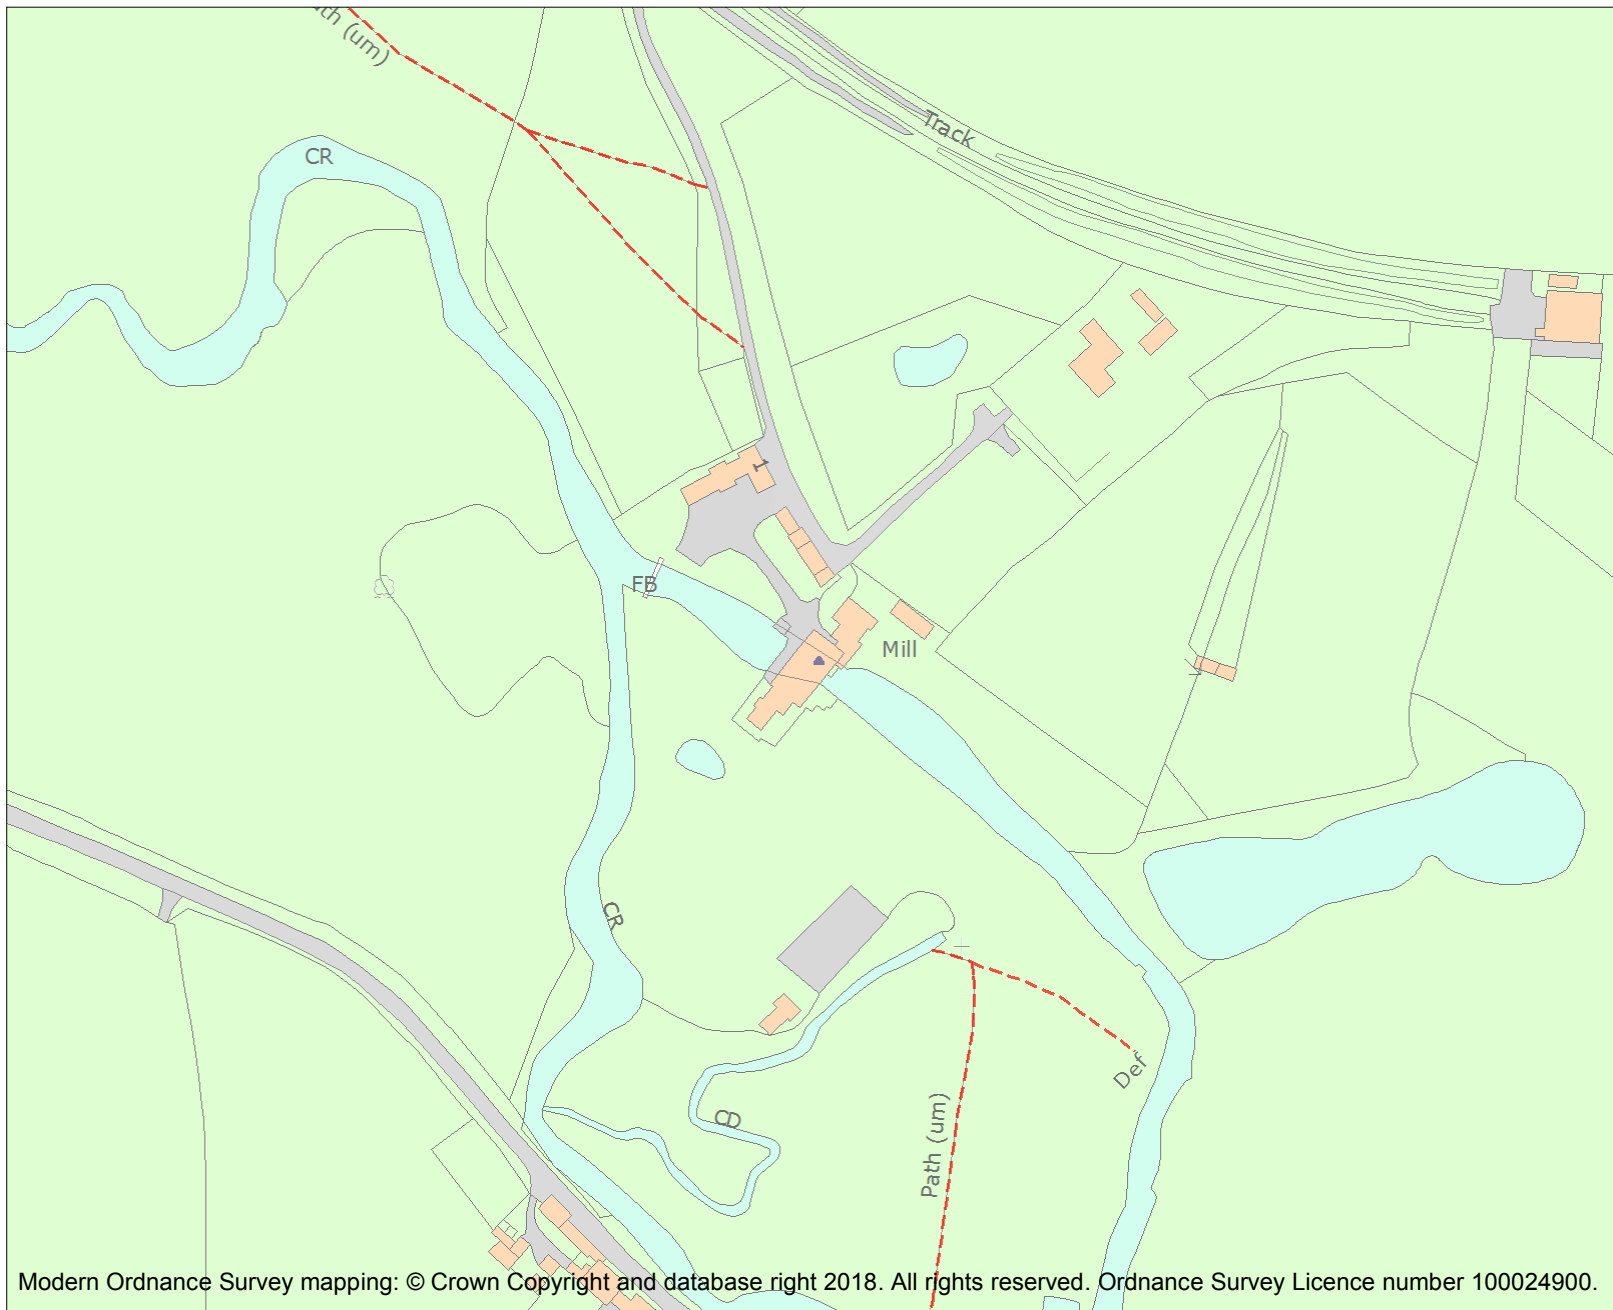 (um)
Track
CR
1
FB
Mill
CR
Def
CD
Path (um)
Modern Ordnance Survey mapping: © Crown Copyright and database right 2018. All rights reserved. Ordnance Survey Licence number 100024900.